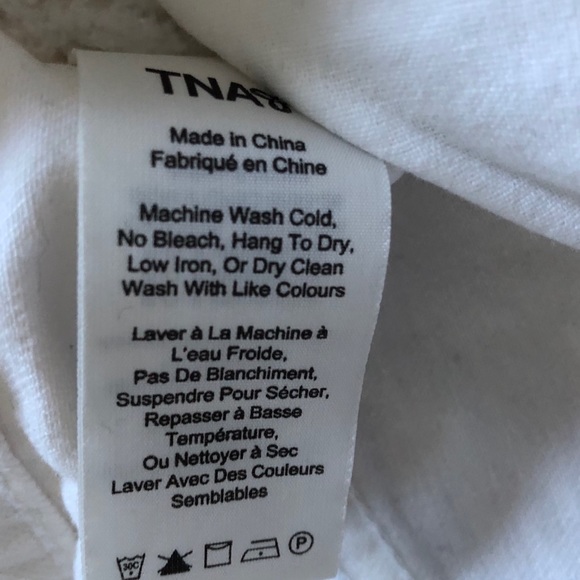 TNA
Made in China
Fabriqué en Chine
Machine Wash Cold,
No Bleach, Hang To Dry,
Low Iron, Or Dry Clean
Wash With Like Colours
Laver à La Machine à
L'eau Froide,
Pas De Blanchiment,
Suspendre Pour Sécher,
Repasser à Basse
Température,
Ou Nettoyer à Sec
Laver Avec Des Couleurs
Semblables
30C P